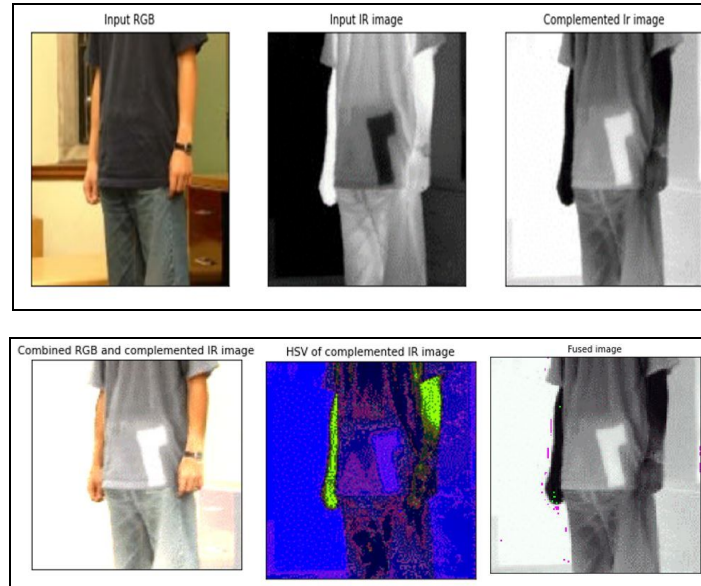 Input RGB
Input IR image
Complemented Ir image
Combined RGB and complemented IR image
HSV of complemented IR image
Fused image